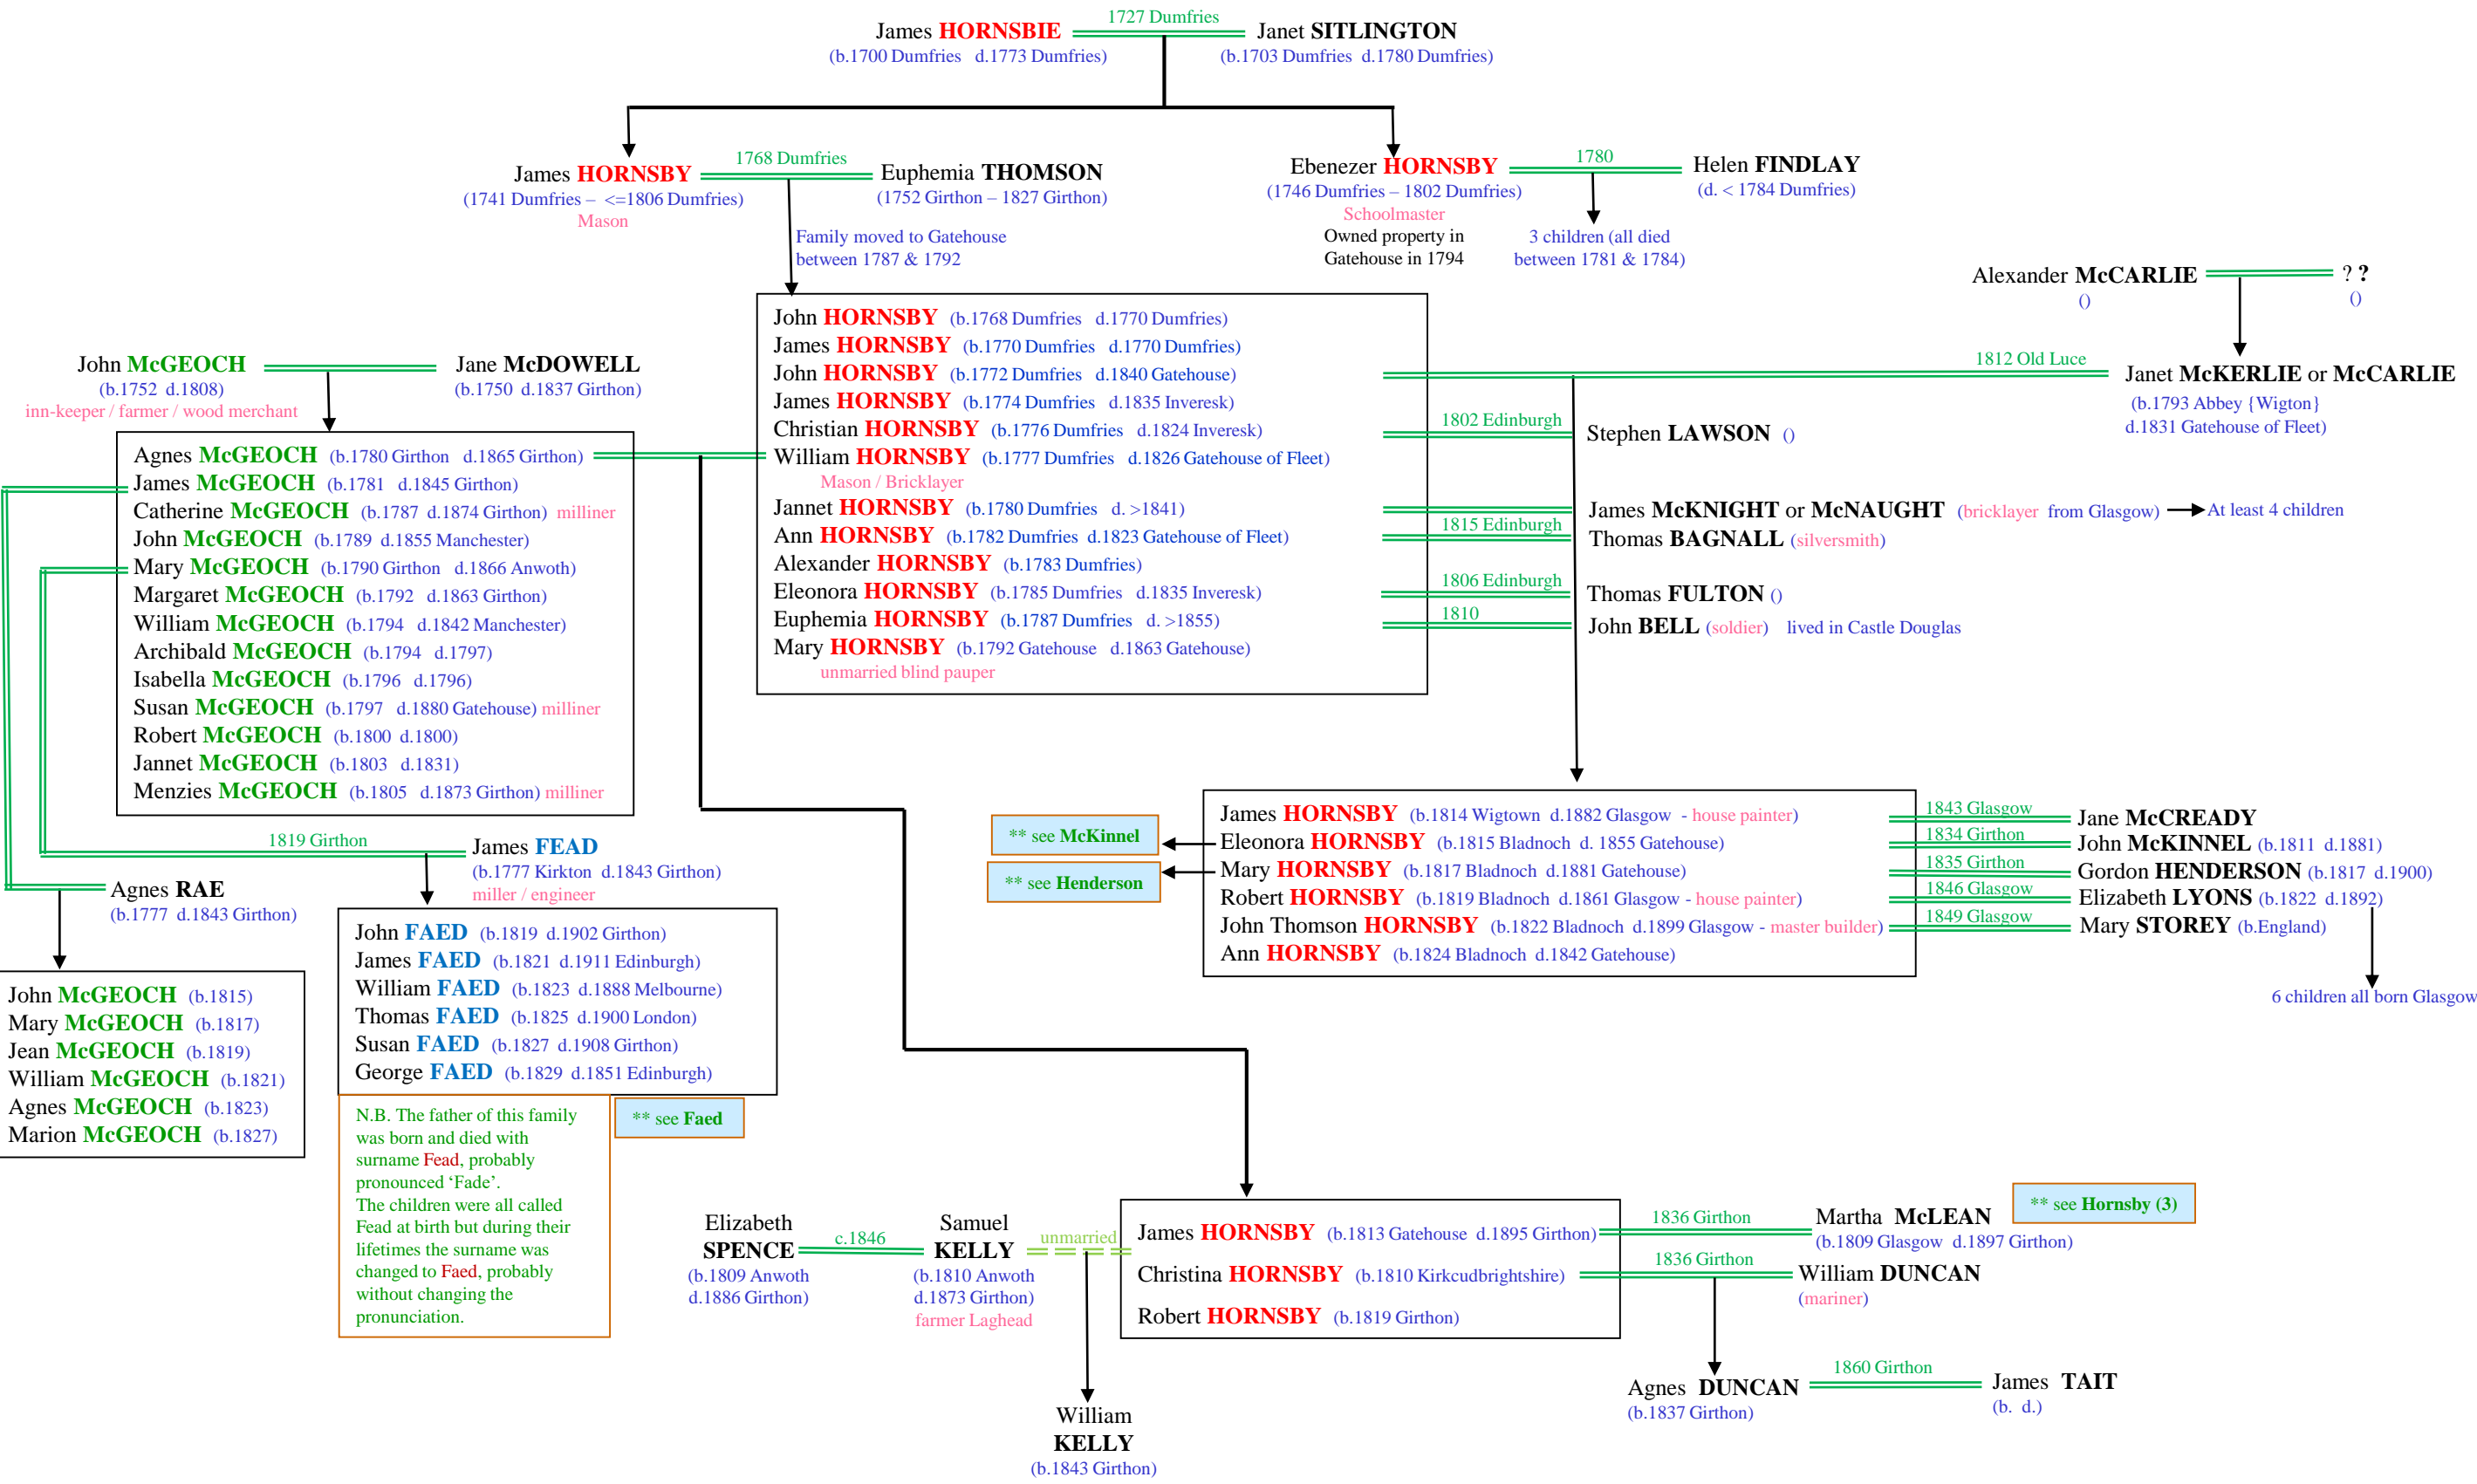 1727 Dumfries
James HORNSBIE
Janet SITLINGTON
(b.1700 Dumfries d.1773 Dumfries)
(b.1703 Dumfries d.1780 Dumfries)
James HORNSBY
1768 Dumfries
Euphemia THOMSON
(1741 Dumfries – <=1806 Dumfries)
Mason
(1752 Girthon – 1827 Girthon)
Family moved to Gatehouse
between 1787 & 1792
Ebenezer HORNSBY
1780
Helen FINDLAY
(1746 Dumfries – 1802 Dumfries)
Schoolmaster
Owned property in
Gatehouse in 1794
(d. < 1784 Dumfries)
3 children (all died
between 1781 & 1784)
Alexander McCARLIE
? ?
()
()
John McGEOCH
Jane McDOWELL
(b.1752 d.1808)
inn-keeper / farmer / wood merchant
(b.1750 d.1837 Girthon)
John HORNSBY (b.1768 Dumfries d.1770 Dumfries)
James HORNSBY (b.1770 Dumfries d.1770 Dumfries)
John HORNSBY (b.1772 Dumfries d.1840 Gatehouse)
James HORNSBY (b.1774 Dumfries d.1835 Inveresk)
Christian HORNSBY (b.1776 Dumfries d.1824 Inveresk)
William HORNSBY (b.1777 Dumfries d.1826 Gatehouse of Fleet)
Mason / Bricklayer
Jannet HORNSBY (b.1780 Dumfries d. >1841)
Ann HORNSBY (b.1782 Dumfries d.1823 Gatehouse of Fleet)
Alexander HORNSBY (b.1783 Dumfries)
Eleonora HORNSBY (b.1785 Dumfries d.1835 Inveresk)
Euphemia HORNSBY (b.1787 Dumfries d. >1855)
Mary HORNSBY (b.1792 Gatehouse d.1863 Gatehouse)
unmarried blind pauper
1812 Old Luce
Janet McKERLIE or McCARLIE
(b.1793 Abbey {Wigton}
d.1831 Gatehouse of Fleet)
1802 Edinburgh
Stephen LAWSON ()
James McKNIGHT or McNAUGHT (bricklayer from Glasgow)
At least 4 children
1815 Edinburgh
Thomas BAGNALL (silversmith)
1806 Edinburgh
Thomas FULTON ()
1810
John BELL (soldier) lived in Castle Douglas
Agnes McGEOCH (b.1780 Girthon d.1865 Girthon)
James McGEOCH (b.1781 d.1845 Girthon)
Catherine McGEOCH (b.1787 d.1874 Girthon) milliner
John McGEOCH (b.1789 d.1855 Manchester)
Mary McGEOCH (b.1790 Girthon d.1866 Anwoth)
Margaret McGEOCH (b.1792 d.1863 Girthon)
William McGEOCH (b.1794 d.1842 Manchester)
Archibald McGEOCH (b.1794 d.1797)
Isabella McGEOCH (b.1796 d.1796)
Susan McGEOCH (b.1797 d.1880 Gatehouse) milliner
Robert McGEOCH (b.1800 d.1800)
Jannet McGEOCH (b.1803 d.1831)
Menzies McGEOCH (b.1805 d.1873 Girthon) milliner
1819 Girthon
James FEAD
(b.1777 Kirkton d.1843 Girthon)
miller / engineer
Agnes RAE
(b.1777 d.1843 Girthon)
John McGEOCH (b.1815)
Mary McGEOCH (b.1817)
Jean McGEOCH (b.1819)
William McGEOCH (b.1821)
Agnes McGEOCH (b.1823)
Marion McGEOCH (b.1827)
John FAED (b.1819 d.1902 Girthon)
James FAED (b.1821 d.1911 Edinburgh)
William FAED (b.1823 d.1888 Melbourne)
Thomas FAED (b.1825 d.1900 London)
Susan FAED (b.1827 d.1908 Girthon)
George FAED (b.1829 d.1851 Edinburgh)
N.B. The father of this family
was born and died with
surname Fead, probably
pronounced ‘Fade’.
The children were all called
Fead at birth but during their
lifetimes the surname was
changed to Faed, probably
without changing the
pronunciation.
** see Faed
** see McKinnel
** see Henderson
James HORNSBY (b.1814 Wigtown d.1882 Glasgow - house painter)
Eleonora HORNSBY (b.1815 Bladnoch d. 1855 Gatehouse)
Mary HORNSBY (b.1817 Bladnoch d.1881 Gatehouse)
Robert HORNSBY (b.1819 Bladnoch d.1861 Glasgow - house painter)
John Thomson HORNSBY (b.1822 Bladnoch d.1899 Glasgow - master builder)
Ann HORNSBY (b.1824 Bladnoch d.1842 Gatehouse)
1843 Glasgow
Jane McCREADY
1834 Girthon
John McKINNEL (b.1811 d.1881)
1835 Girthon
Gordon HENDERSON (b.1817 d.1900)
1846 Glasgow
Elizabeth LYONS (b.1822 d.1892)
1849 Glasgow
Mary STOREY (b.England)
6 children all born Glasgow
Elizabeth
SPENCE
(b.1809 Anwoth
d.1886 Girthon)
c.1846
Samuel
KELLY
(b.1810 Anwoth
d.1873 Girthon)
farmer Laghead
unmarried
James HORNSBY (b.1813 Gatehouse d.1895 Girthon)
Christina HORNSBY (b.1810 Kirkcudbrightshire)
Robert HORNSBY (b.1819 Girthon)
1836 Girthon
Martha McLEAN
(b.1809 Glasgow d.1897 Girthon)
** see Hornsby (3)
1836 Girthon
William DUNCAN
(mariner)
William
KELLY
(b.1843 Girthon)
Agnes DUNCAN
(b.1837 Girthon)
1860 Girthon
James TAIT
(b. d.)